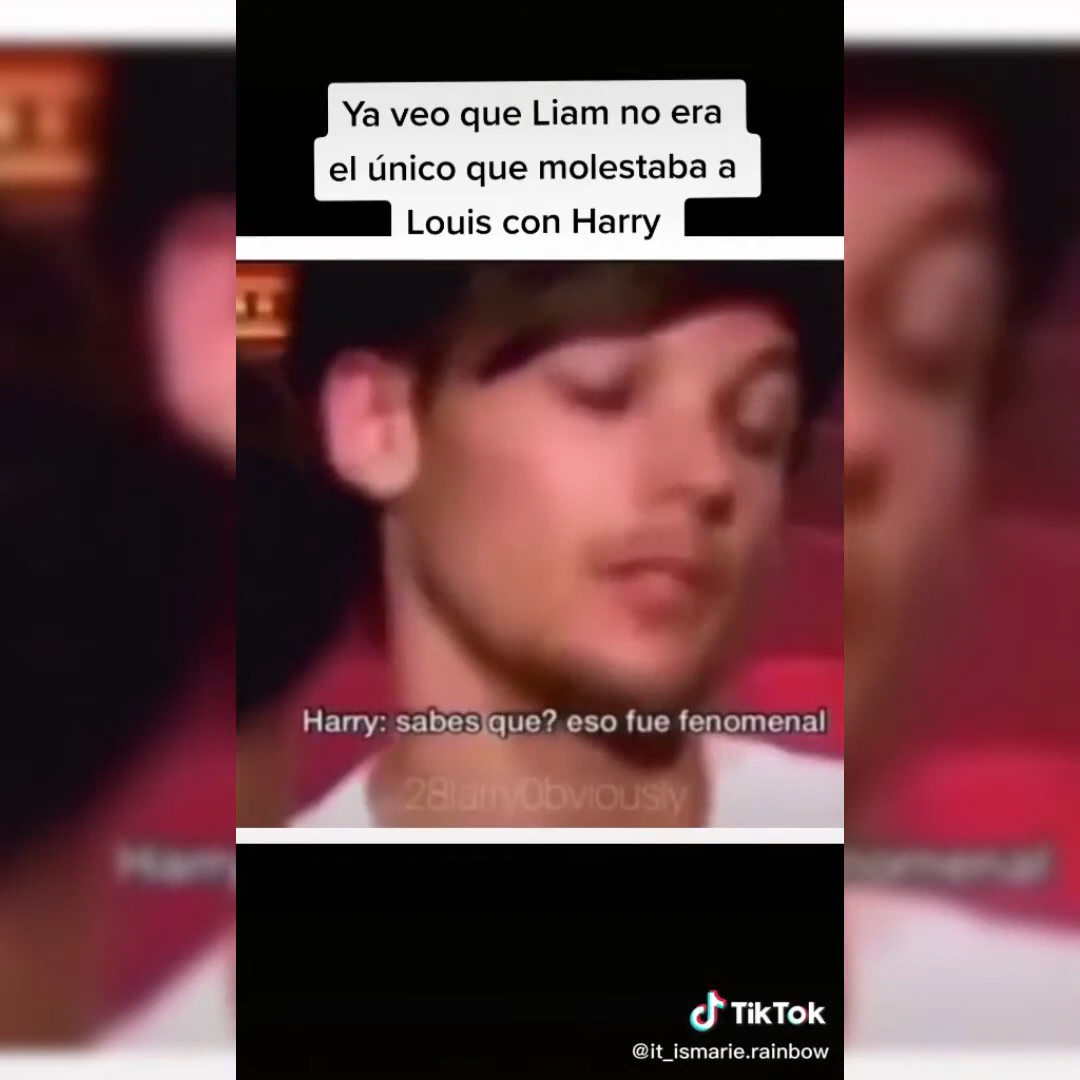 Ya veo que Liam no era
el único que molestaba a
Louis con Harry
Harry: sabes que? eso fue fenomenal
28larry0bviously
TikTok
@it_ismarie.rainbow